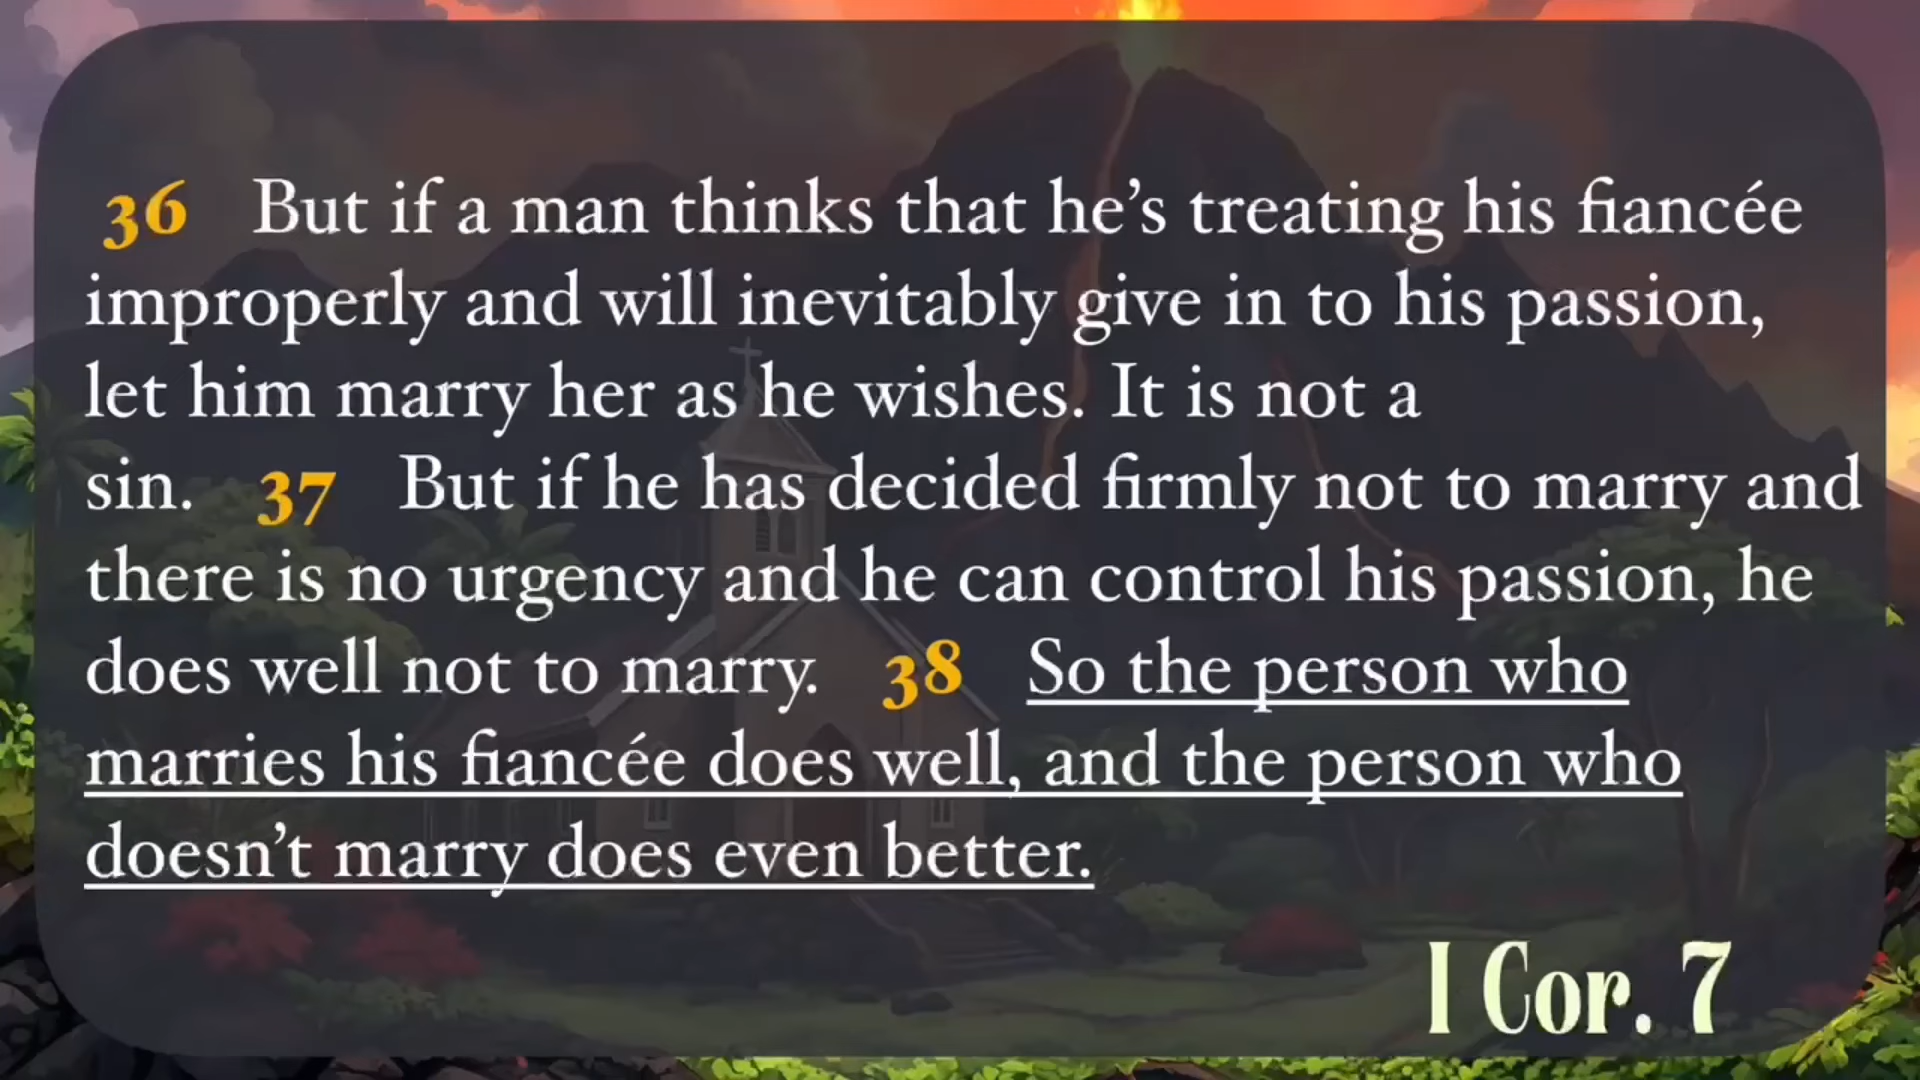 36 But if a man thinks that he’s treating his fiancée
improperly and will inevitably give in to his passion,
let him marry her as he wishes. It is not a
sin. 37 But if he has decided firmly not to marry and
there is no urgency and he can control his passion, he
does well not to marry. 38 So the person who
marries his fiancée does well, and the person who
doesn’t marry does even better.
I Cor. 7